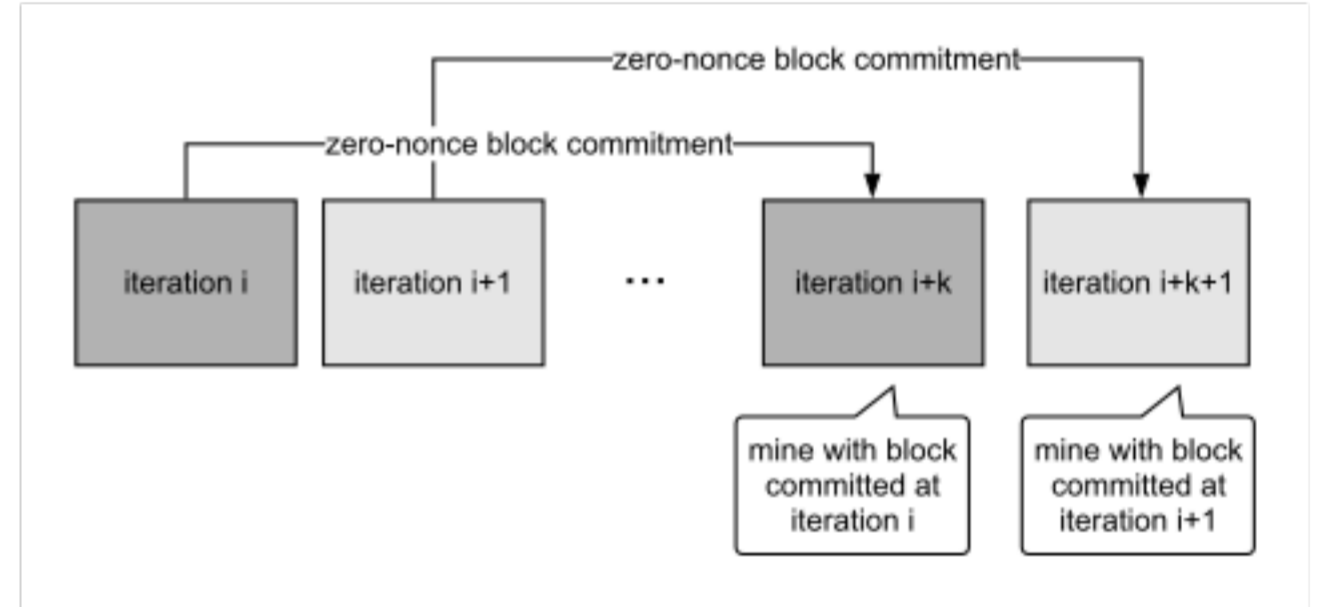 zero-nonce block commitment
zero-nonce block commitment
iteration i
iteration i+1
...
iteration i+k
iteration i+k+1
mine with block
committed at
iteration i
mine with block
committed at
iteration i+1